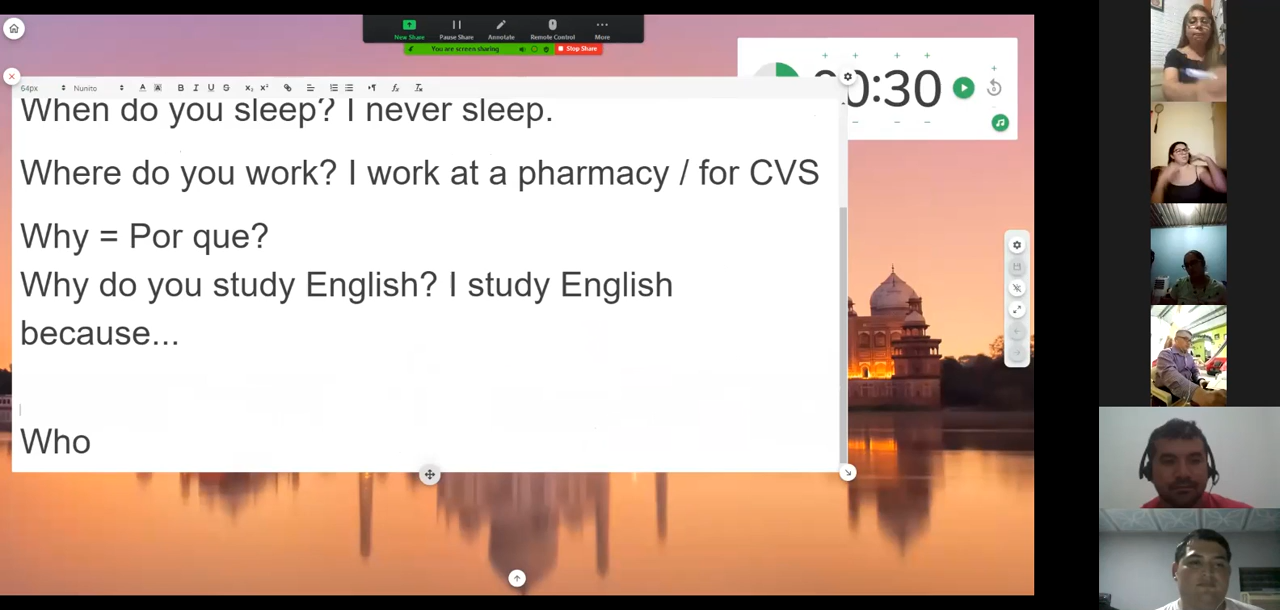 New Share
Pause Share
Annotate
Remote Control
More
You are screen sharing
Stop Share
:30
64px
Nunito
When do you sleep? I never sleep.
Where do you work? I work at a pharmacy / for CVS
Why = Por que?
Why do you study English? I study English
because...
Who